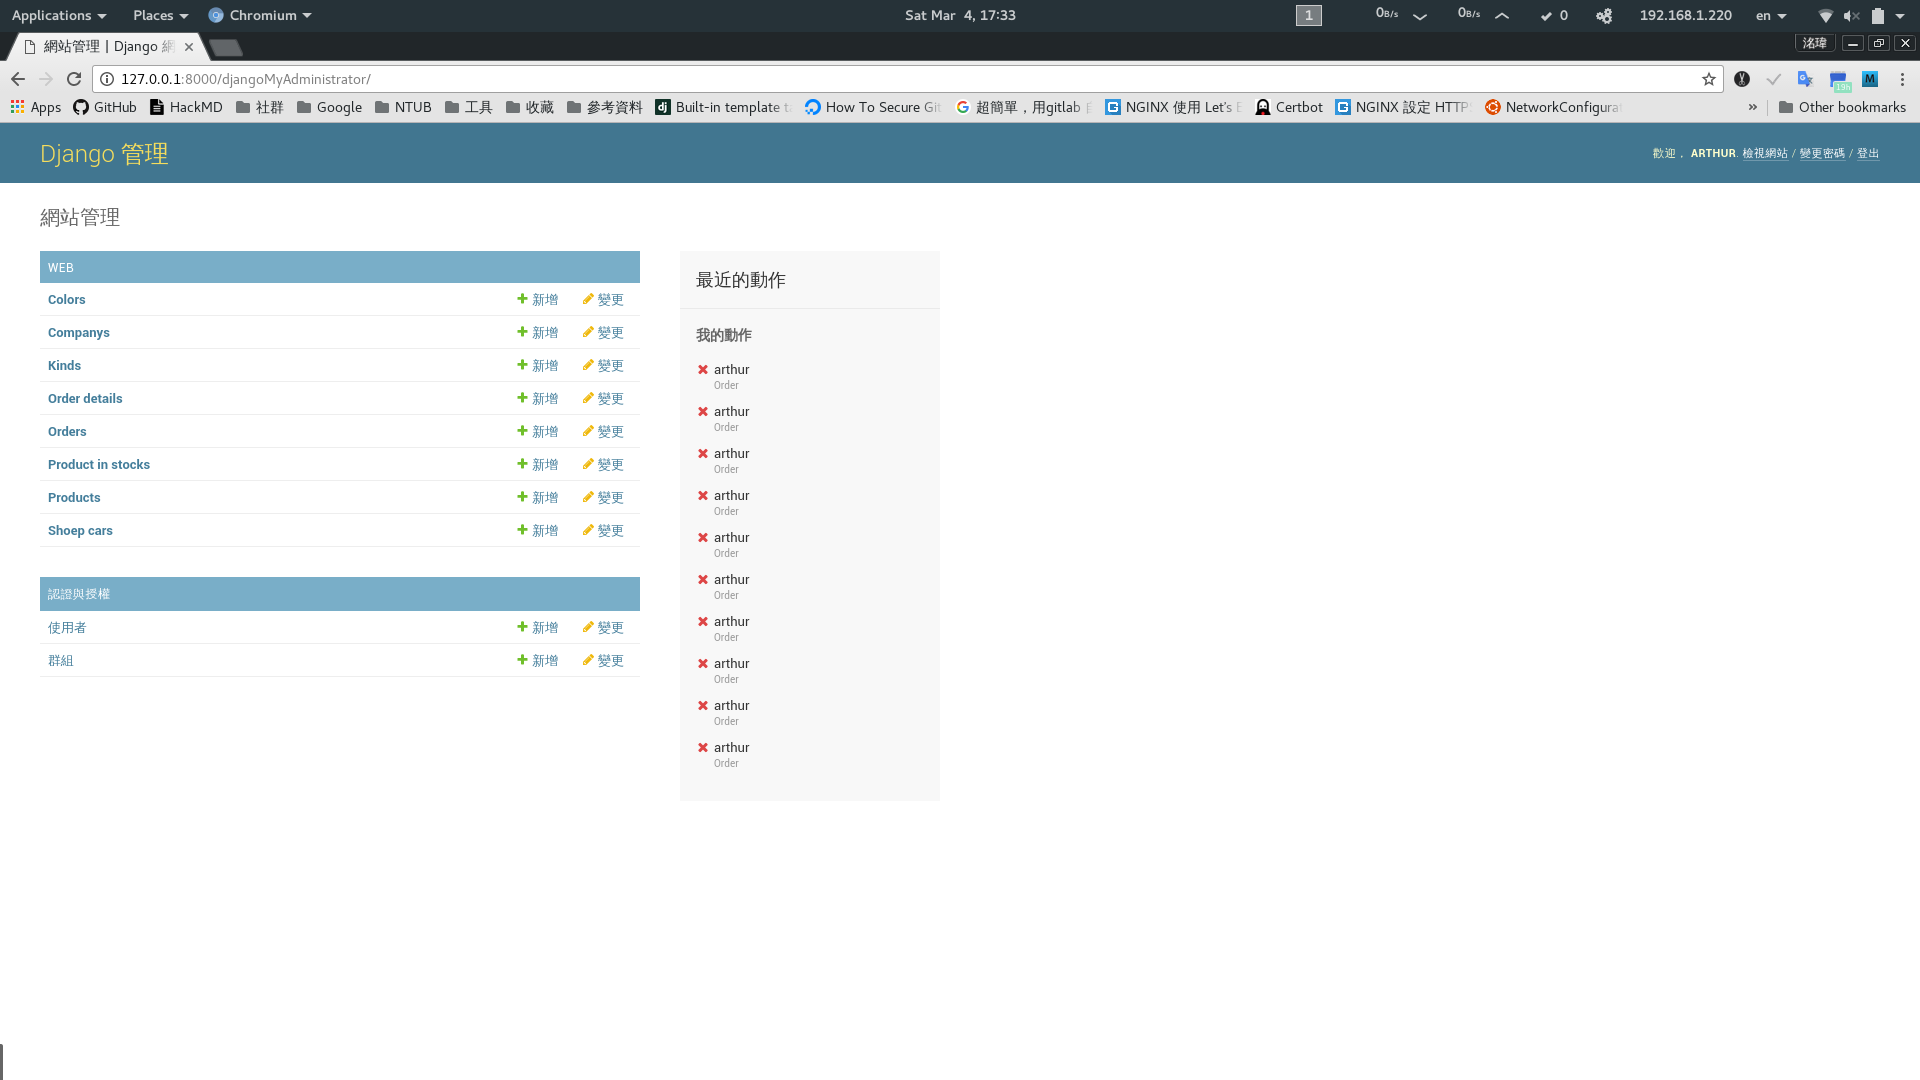 Applications Places Chromium Sat Mar 4, 17:33 1 0B/s 0B/s 0 192.168.1.220 en
網站管理 | Django 網 洺瑋
127.0.0.1:8000/djangoMyAdministrator/ 19h M
Apps GitHub HackMD 社群 Google NTUB 工具 收藏 參考資料 dj Built-in template How To Secure Git 超簡單，用gitlab NGINX 使用 Let's Certbot NGINX 設定 HTTPS NetworkConfigurat » Other bookmarks
Django 管理 歡迎， ARTHUR. 檢視網站 / 變更密碼 / 登出
網站管理
WEB
Colors 新增 變更
Companys 新增 變更
Kinds 新增 變更
Order details 新增 變更
Orders 新增 變更
Product in stocks 新增 變更
Products 新增 變更
Shoep cars 新增 變更
認證與授權
使用者 新增 變更
群組 新增 變更
最近的動作
我的動作
arthur
Order
arthur
Order
arthur
Order
arthur
Order
arthur
Order
arthur
Order
arthur
Order
arthur
Order
arthur
Order
arthur
Order